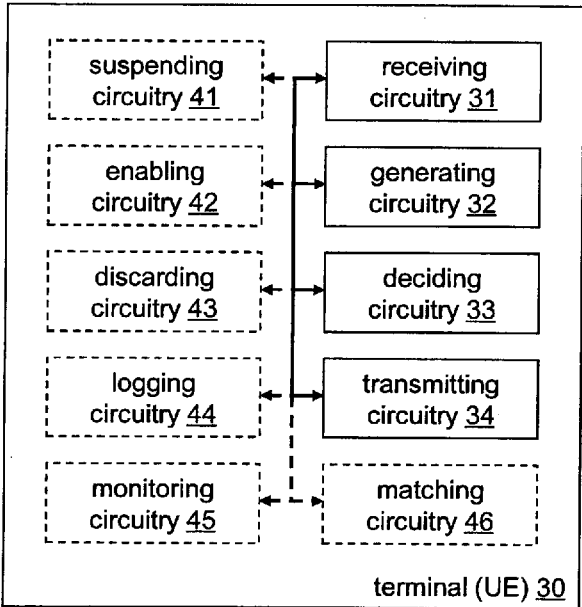 suspending
circuitry 41
receiving
circuitry 31
enabling
circuitry 42
generating
circuitry 32
discarding
circuitry 43
deciding
circuitry 33
logging
circuitry 44
transmitting
circuitry 34
monitoring
circuitry 45
matching
circuitry 46
terminal (UE) 30